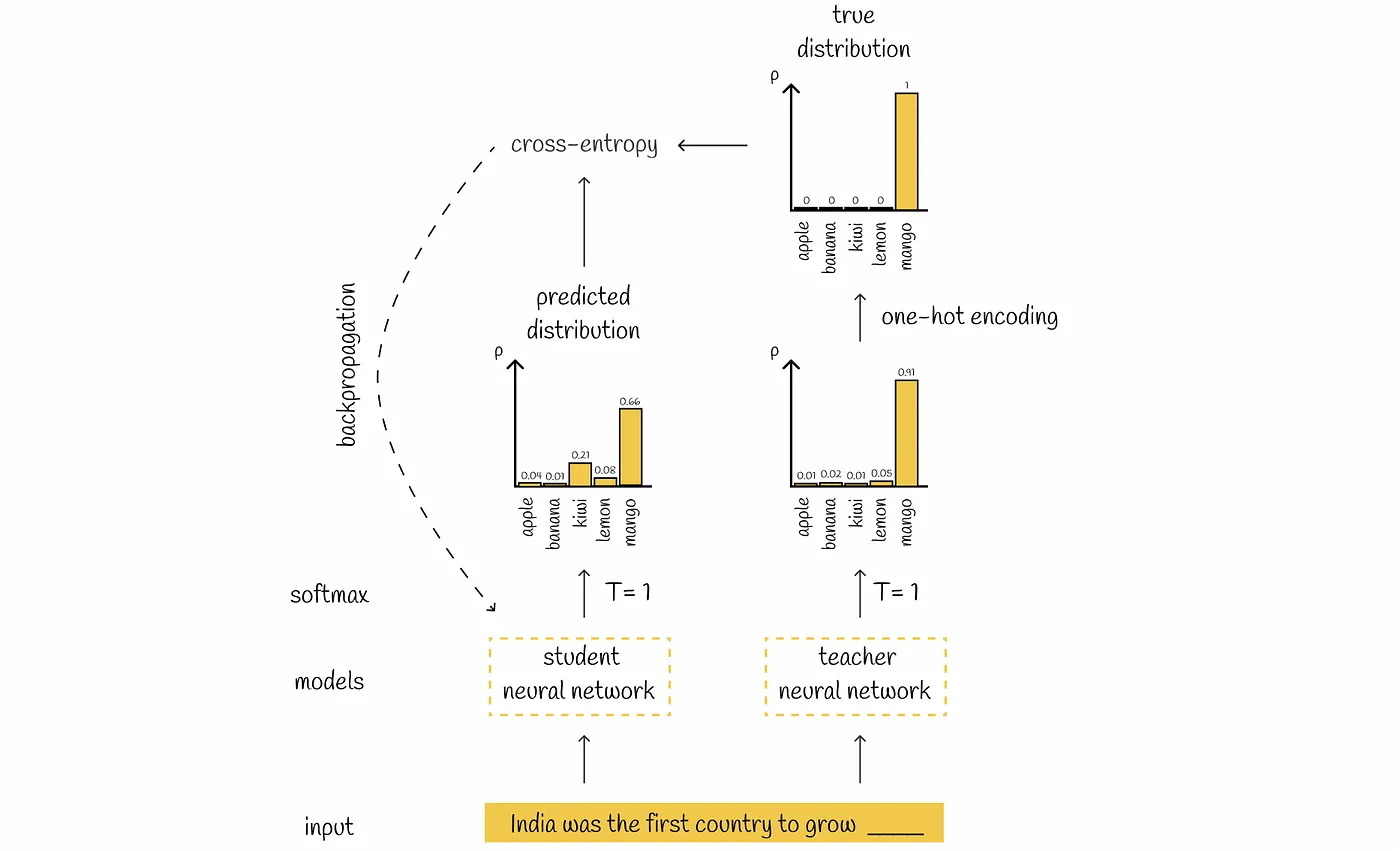 true
distribution
ρ
1
0 0 0 0
apple
banana
kiwi
lemon
mango
cross-entropy
one-hot encoding
predicted
distribution
ρ
0.04 0.01 0.21 0.08 0.66
apple
banana
kiwi
lemon
mango
ρ
0.01 0.02 0.01 0.05 0.91
apple
banana
kiwi
lemon
mango
backpropagation
softmax
T= 1
T= 1
models
student
neural network
teacher
neural network
input
India was the first country to grow ____